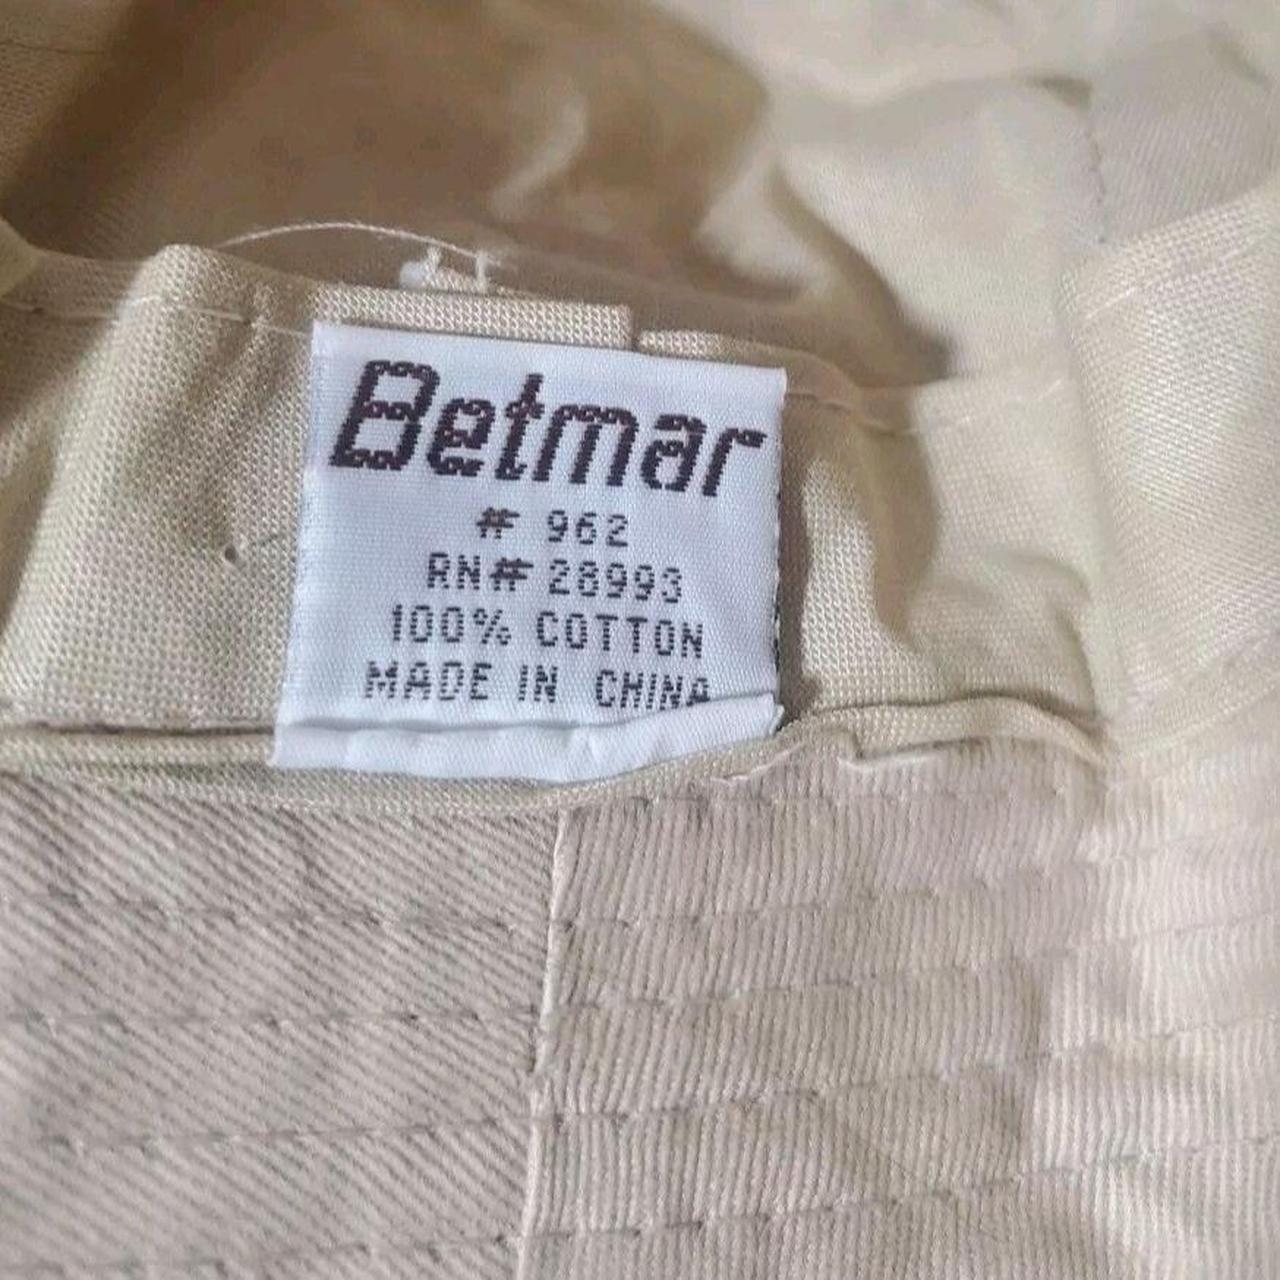 Betmar
# 962
RN# 28993
100% COTTON
MADE IN CHINA